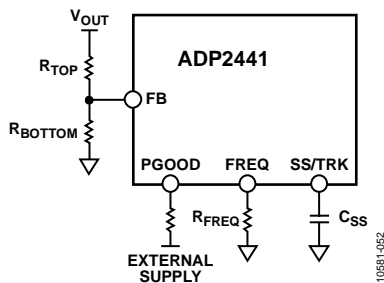 VOUT
RTOP
ADP2441
FB
RBOTTOM
PGOOD FREQ SS/TRK
RFREQ
CSS
EXTERNAL
SUPPLY
10581-052